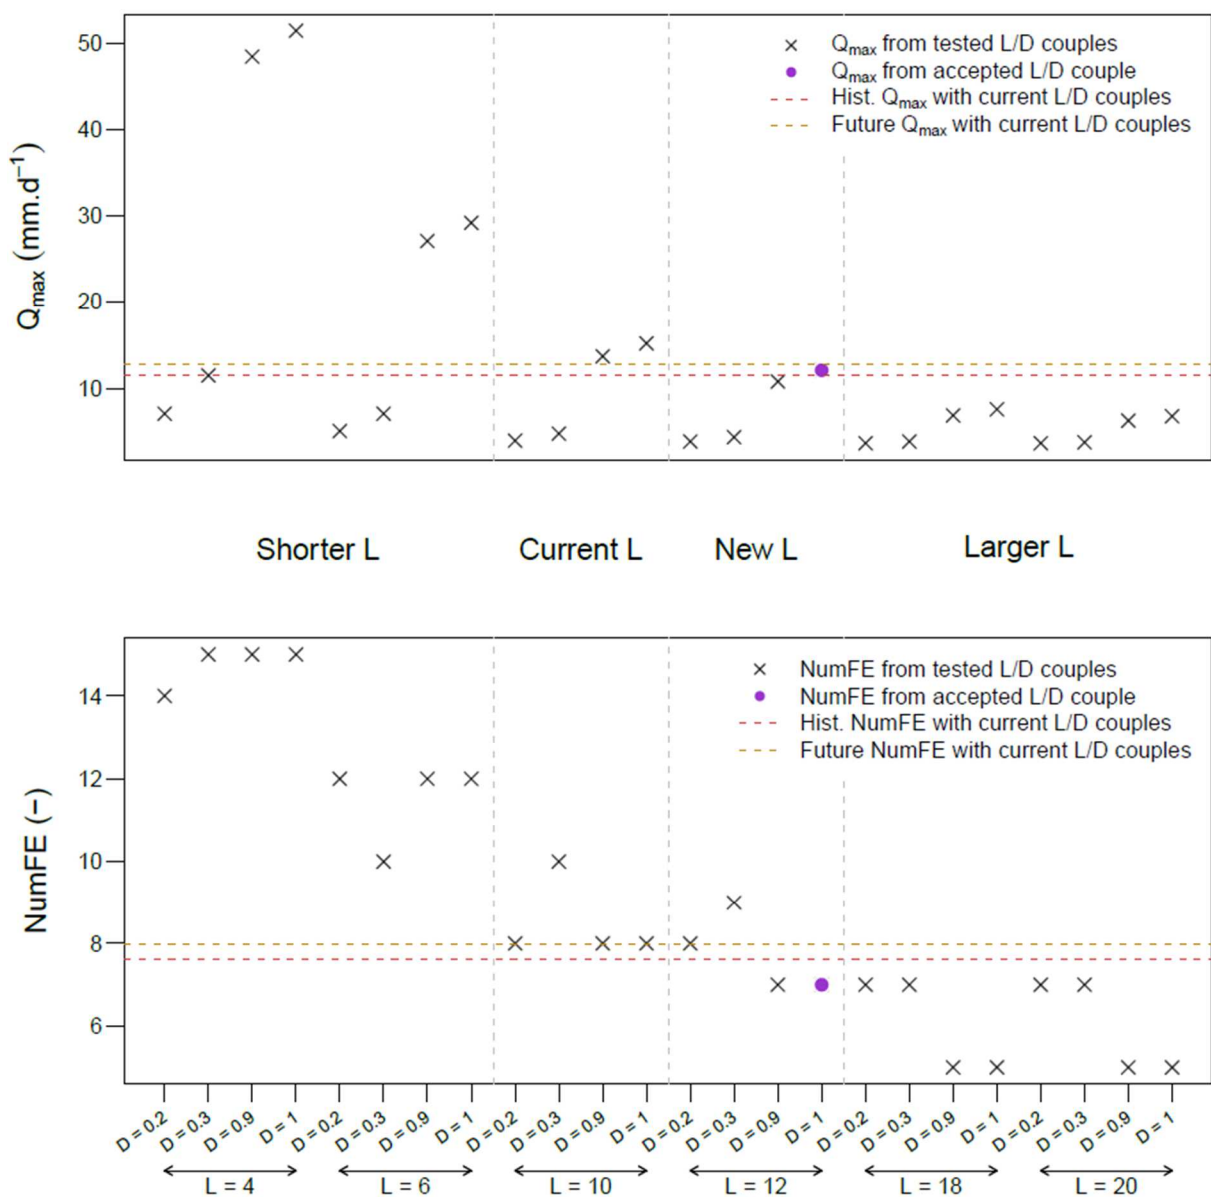 50
40
30
20
10
Qmax (mm.d⁻¹)
Qmax from tested L/D couples
Qmax from accepted L/D couple
Hist. Qmax with current L/D couples
Future Qmax with current L/D couples
Shorter L
Current L
New L
Larger L
14
12
10
8
6
NumFE (−)
NumFE from tested L/D couples
NumFE from accepted L/D couple
Hist. NumFE with current L/D couples
Future NumFE with current L/D couples
D = 0.2
D = 0.3
D = 0.9
D = 1
D = 0.2
D = 0.3
D = 0.9
D = 1
D = 0.2
D = 0.3
D = 0.9
D = 1
D = 0.2
D = 0.3
D = 0.9
D = 1
D = 0.2
D = 0.3
D = 0.9
D = 1
D = 0.2
D = 0.3
D = 0.9
D = 1
L = 4
L = 6
L = 10
L = 12
L = 18
L = 20